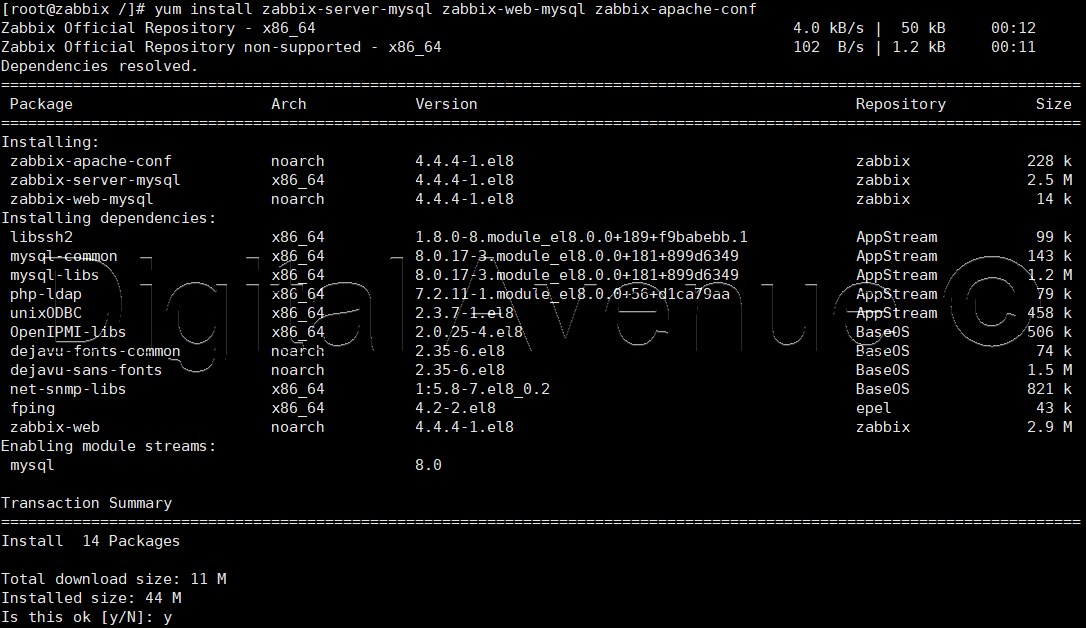 [root@zabbix /]# yum install zabbix-server-mysql zabbix-web-mysql zabbix-apache-conf
Zabbix Official Repository - x86_64 4.0 kB/s | 50 kB 00:12
Zabbix Official Repository non-supported - x86_64 102 B/s | 1.2 kB 00:11
Dependencies resolved.
================================================================================
Package Arch Version Repository Size
================================================================================
Installing:
zabbix-apache-conf noarch 4.4.4-1.el8 zabbix 228 k
zabbix-server-mysql x86_64 4.4.4-1.el8 zabbix 2.5 M
zabbix-web-mysql noarch 4.4.4-1.el8 zabbix 14 k
Installing dependencies:
libssh2 x86_64 1.8.0-8.module_el8.0.0+189+f9babebb.1 AppStream 99 k
mysql-common x86_64 8.0.17-3.module_el8.0.0+181+899d6349 AppStream 143 k
mysql-libs x86_64 8.0.17-3.module_el8.0.0+181+899d6349 AppStream 1.2 M
php-ldap x86_64 7.2.11-1.module_el8.0.0+56+d1ca79aa AppStream 79 k
unixODBC x86_64 2.3.7-1.el8 AppStream 458 k
OpenIPMI-libs x86_64 2.0.25-4.el8 BaseOS 506 k
dejavu-fonts-common noarch 2.35-6.el8 BaseOS 74 k
dejavu-sans-fonts noarch 2.35-6.el8 BaseOS 1.5 M
net-snmp-libs x86_64 1:5.8-7.el8_0.2 BaseOS 821 k
fping x86_64 4.2-2.el8 epel 43 k
zabbix-web noarch 4.4.4-1.el8 zabbix 2.9 M
Enabling module streams:
mysql 8.0
Transaction Summary
================================================================================
Install 14 Packages
Total download size: 11 M
Installed size: 44 M
Is this ok [y/N]: y
Digital Avenue ©